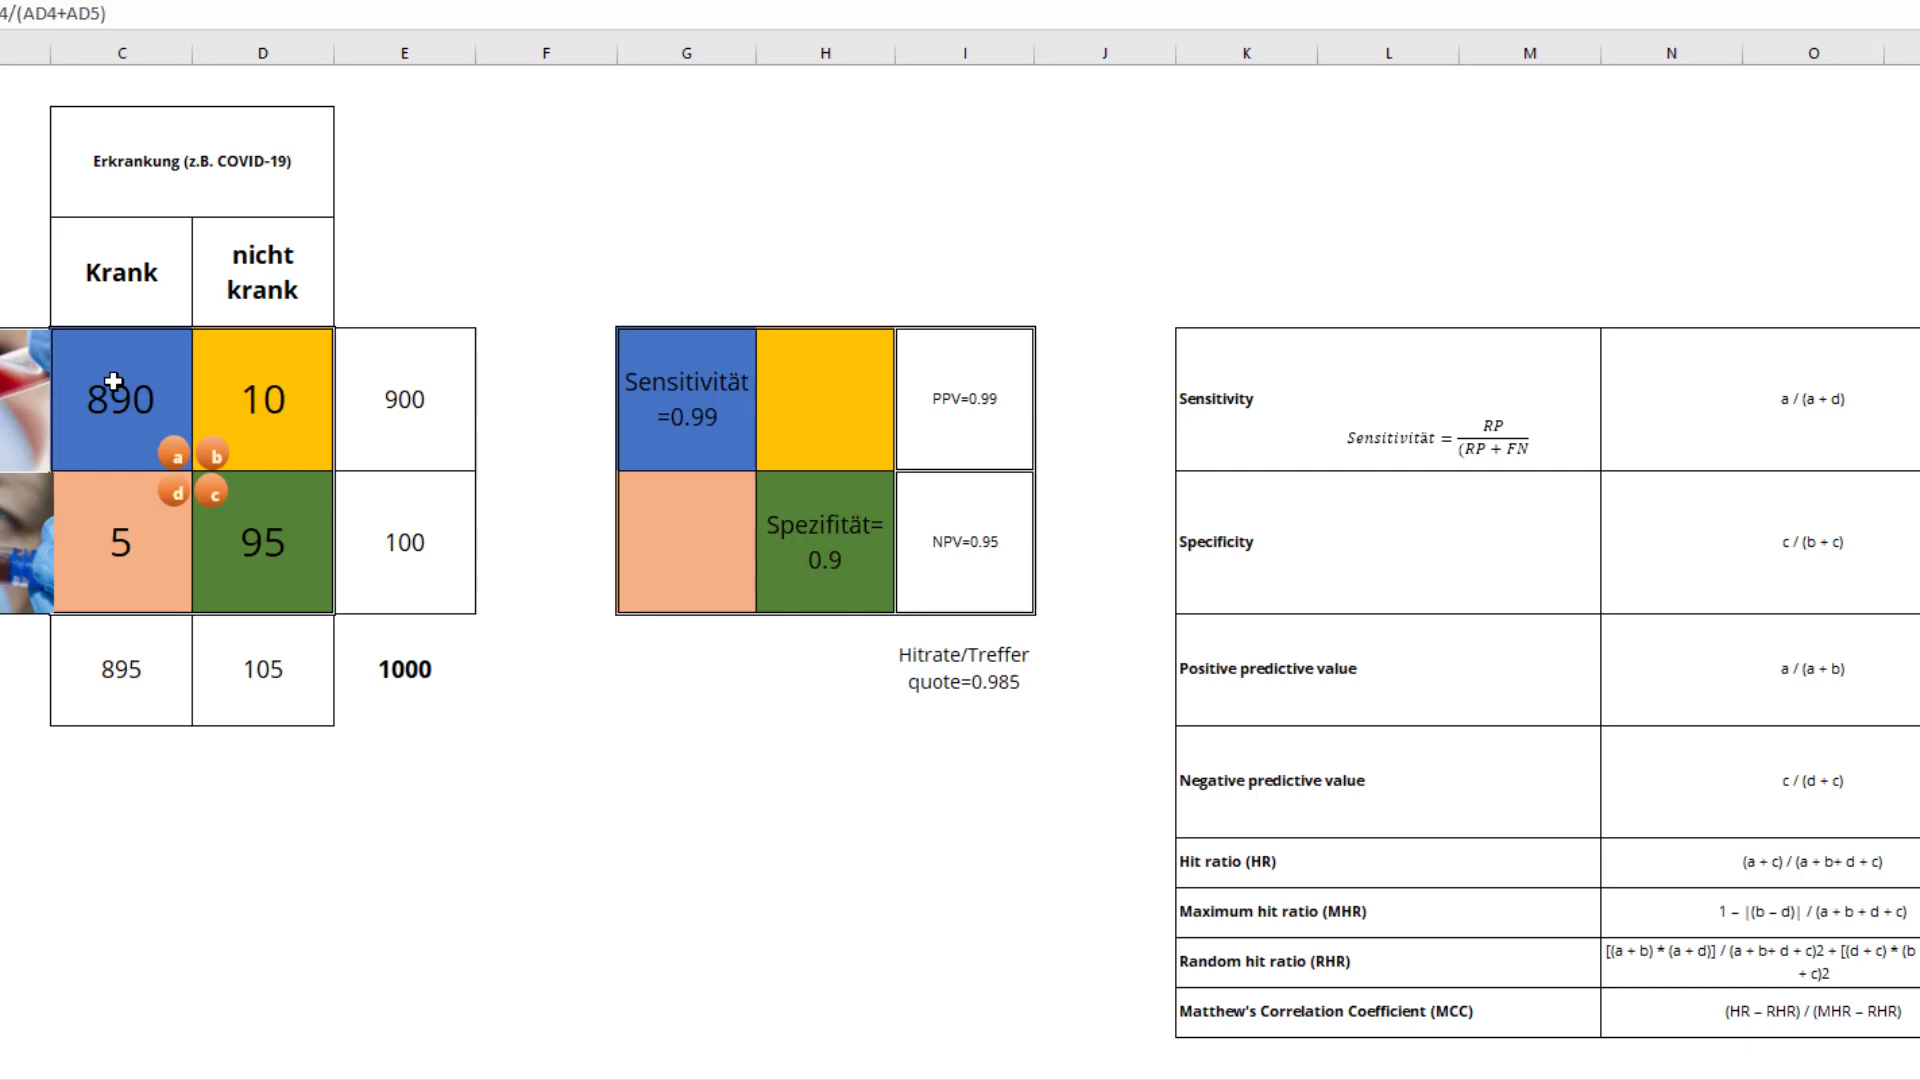 4/(AD4+AD5)
C D E F G H I J K L M N O
Erkrankung (z.B. COVID-19)
Krank
nicht
krank
890 10 900
a b
d c
5 95 100
895 105 1000
Sensitivität
=0.99
PPV=0.99
Spezifität=
0.9
NPV=0.95
Hitrate/Treffer
quote=0.985
Sensitivity a / (a + d)
Sensitivität = RP
(RP + FN
Specificity c / (b + c)
Positive predictive value a / (a + b)
Negative predictive value c / (d + c)
Hit ratio (HR) (a + c) / (a + b+ d + c)
Maximum hit ratio (MHR) 1 – |(b – d)| / (a + b + d + c)
Random hit ratio (RHR) [(a + b) * (a + d)] / (a + b+ d + c)2 + [(d + c) * (b
+ c)2
Matthew's Correlation Coefficient (MCC) (HR – RHR) / (MHR – RHR)